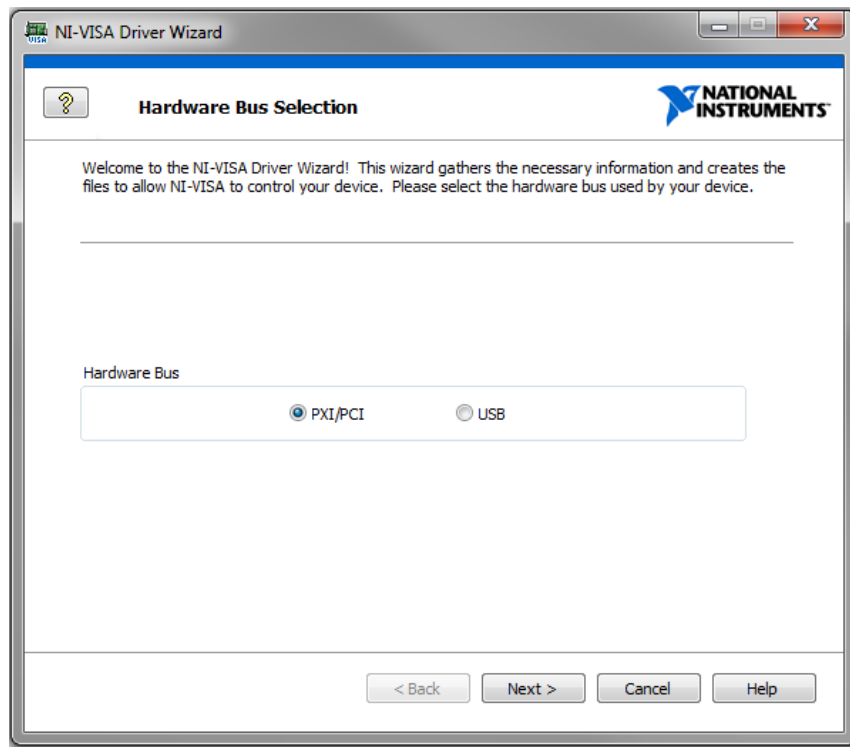 NI-VISA Driver Wizard
?
Hardware Bus Selection
NATIONAL
INSTRUMENTS™
Welcome to the NI-VISA Driver Wizard! This wizard gathers the necessary information and creates the
files to allow NI-VISA to control your device. Please select the hardware bus used by your device.
Hardware Bus
PXI/PCI USB
< Back Next > Cancel Help